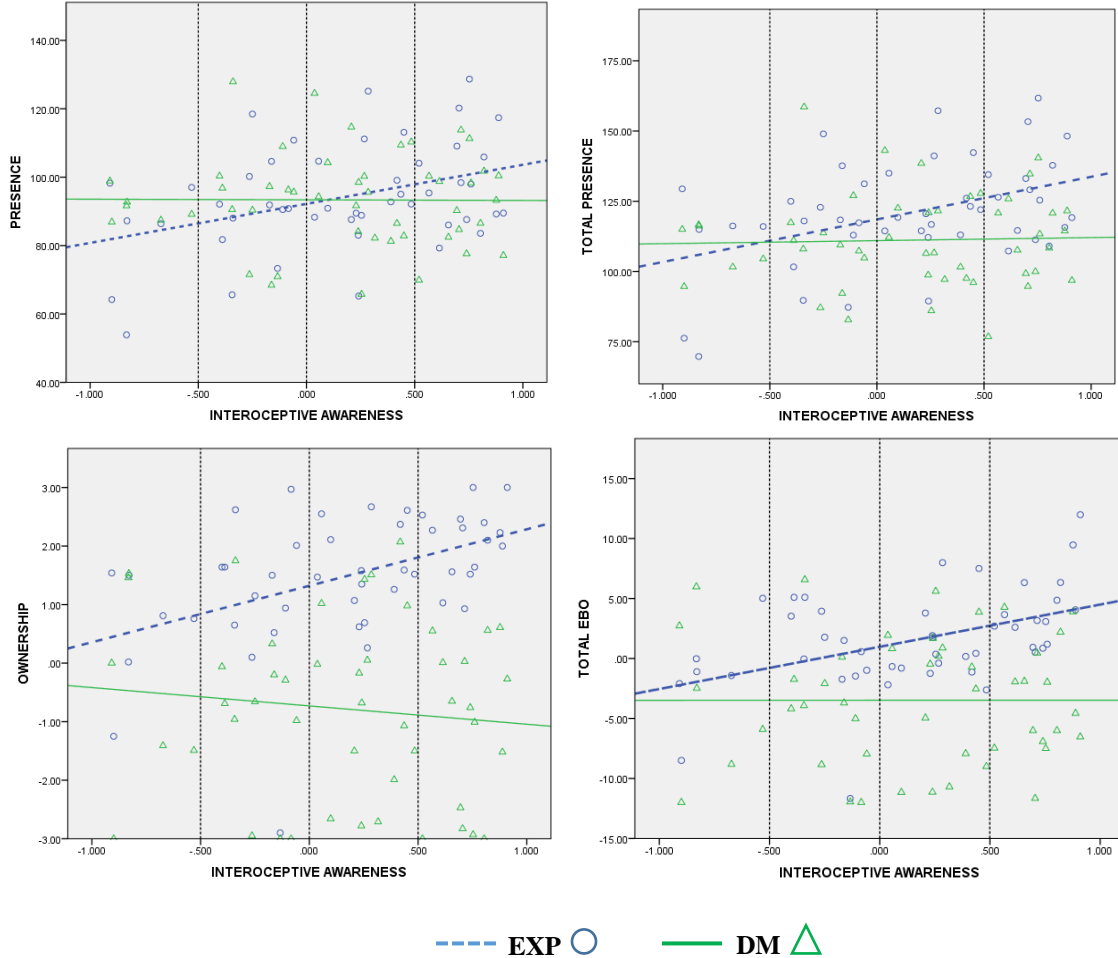 PRESENCE
140.00
120.00
100.00
80.00
60.00
40.00
-1.000 -.500 .000 .500 1.000
INTEROCEPTIVE AWARENESS
TOTAL PRESENCE
175.00
150.00
125.00
100.00
75.00
-1.000 -.500 .000 .500 1.000
INTEROCEPTIVE AWARENESS
OWNERSHIP
3.00
2.00
1.00
.00
-1.00
-2.00
-3.00
-1.000 -.500 .000 .500 1.000
INTEROCEPTIVE AWARENESS
TOTAL EBO
15.00
10.00
5.00
.00
-5.00
-10.00
-15.00
-1.000 -.500 .000 .500 1.000
INTEROCEPTIVE AWARENESS
EXP DM